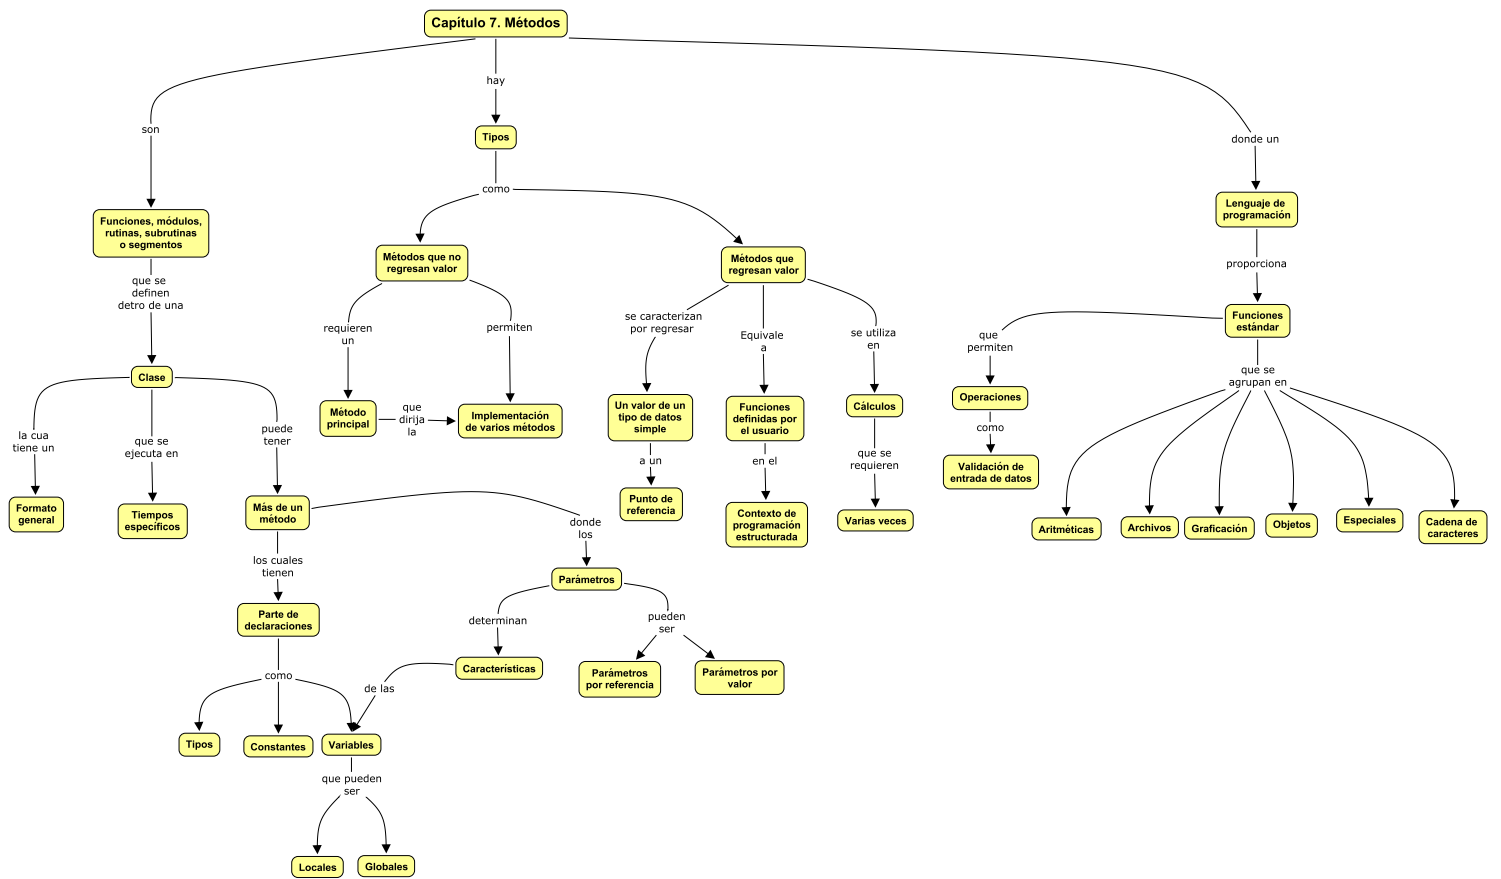 Capítulo 7. Métodos
hay
son
donde un
Tipos
como
Funciones, módulos,
rutinas, subrutinas
o segmentos
Lenguaje de
programación
Métodos que no
regresan valor
Métodos que
regresan valor
que se
definen
detro de una
proporciona
requieren
un
permiten
se caracterizan
por regresar
Equivale
a
se utiliza
en
Funciones
estándar
que
permiten
que se
agrupan en
Clase
Método
principal
que
dirija
la
Implementación
de varios métodos
Un valor de un
tipo de datos
simple
Funciones
definidas por
el usuario
Cálculos
Operaciones
como
la cua
tiene un
que se
ejecuta en
puede
tener
a un
en el
que se
requieren
Validación de
entrada de datos
Formato
general
Tiempos
específicos
Más de un
método
Punto de
referencia
Contexto de
programación
estructurada
Varias veces
Aritméticas
Archivos
Graficación
Objetos
Especiales
Cadena de
caracteres
donde
los
los cuales
tienen
Parámetros
Parte de
declaraciones
determinan
pueden
ser
Características
Parámetros
por referencia
Parámetros por
valor
como
de las
Tipos
Constantes
Variables
que pueden
ser
Locales
Globales